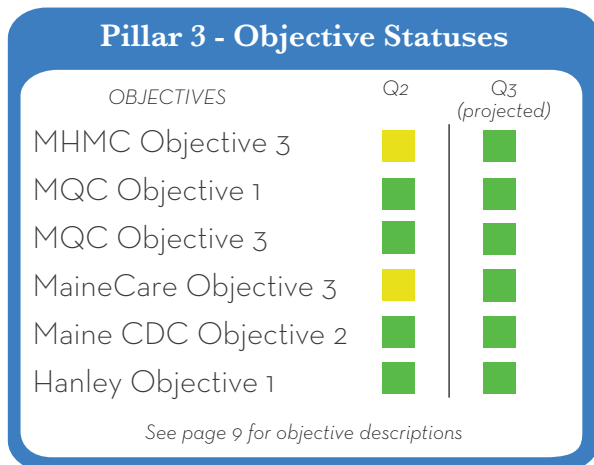 Pillar 3 - Objective Statuses
OBJECTIVES Q2 Q3
(projected)
MHMC Objective 3
MQC Objective 1
MQC Objective 3
MaineCare Objective 3
Maine CDC Objective 2
Hanley Objective 1
See page 9 for objective descriptions